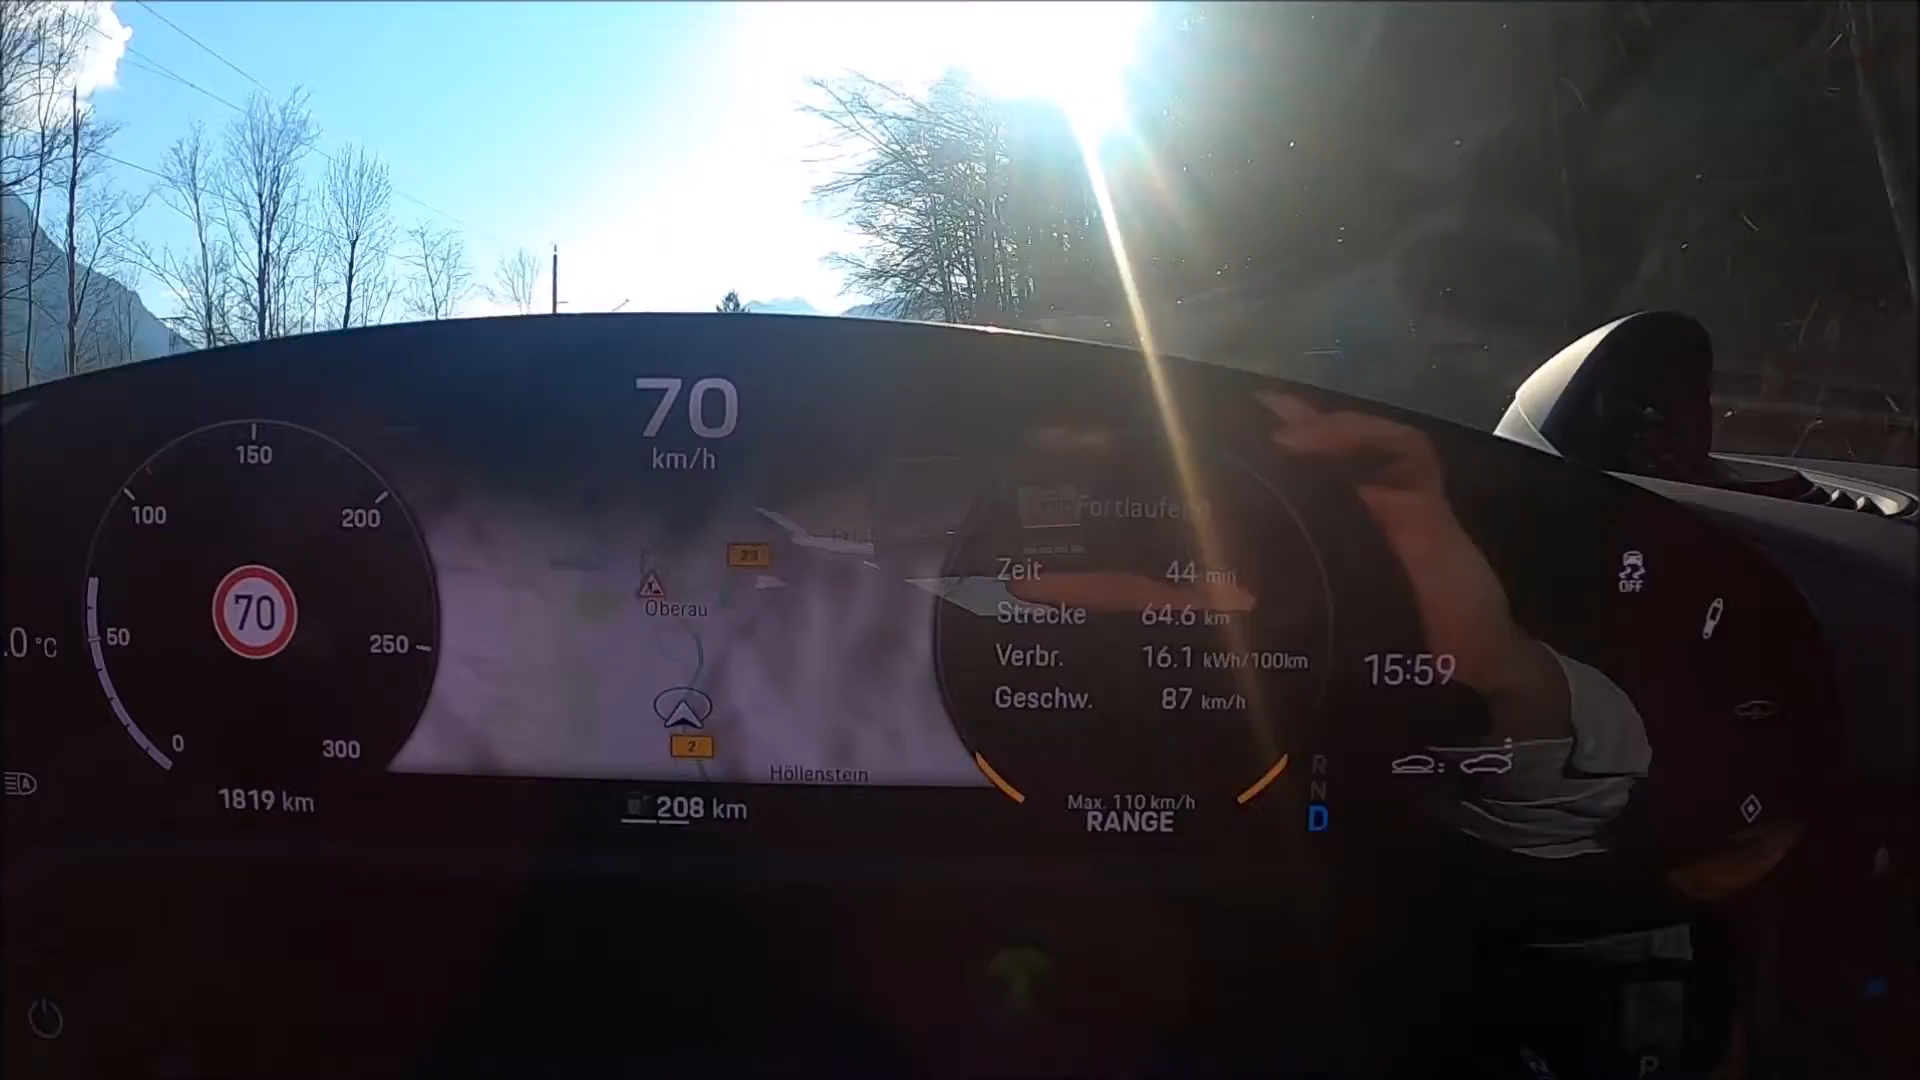 70
km/h
150
100
200
70
50
250
.0 °C
0
300
1819 km
23
Oberau
2
Höllenstein
208 km
Fortlaufend
Zeit 44 min
Strecke 64.6 km
Verbr. 16.1 kWh/100km
Geschw. 87 km/h
Max. 110 km/h
RANGE
R
N
D
15:59
OFF
A
P